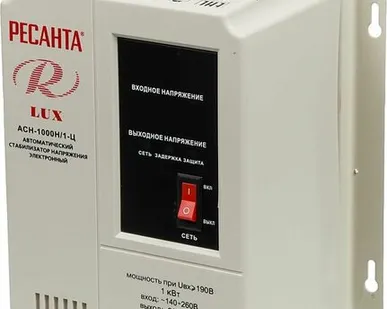 РЕСАНТА®
R
LUX
АСН-1000Н/1-Ц
АВТОМАТИЧЕСКИЙ
СТАБИЛИЗАТОР НАПРЯЖЕНИЯ
ЭЛЕКТРОННЫЙ
ВХОДНОЕ НАПРЯЖЕНИЕ
ВЫХОДНОЕ НАПРЯЖЕНИЕ
СЕТЬ ЗАДЕРЖКА ЗАЩИТА
ВКЛ
ВЫКЛ
СЕТЬ
мощность при Uвх≥190В
1 кВт
вход: ~140÷260В